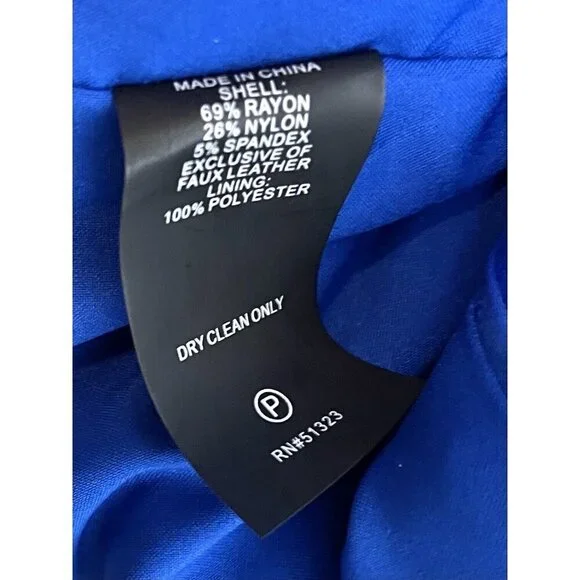 MADE IN CHINA
SHELL:
69% RAYON
26% NYLON
5% SPANDEX
EXCLUSIVE OF
FAUX LEATHER
LINING:
100% POLYESTER
DRY CLEAN ONLY
P
RN#51323